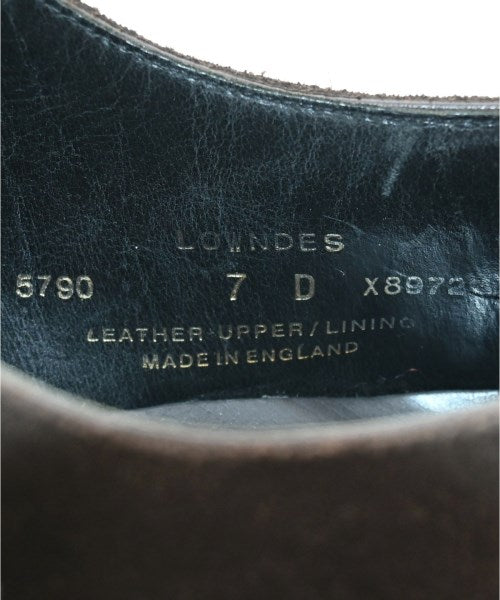 LOWNDES
5790 7 D X8972
LEATHER UPPER/LINING
MADE IN ENGLAND